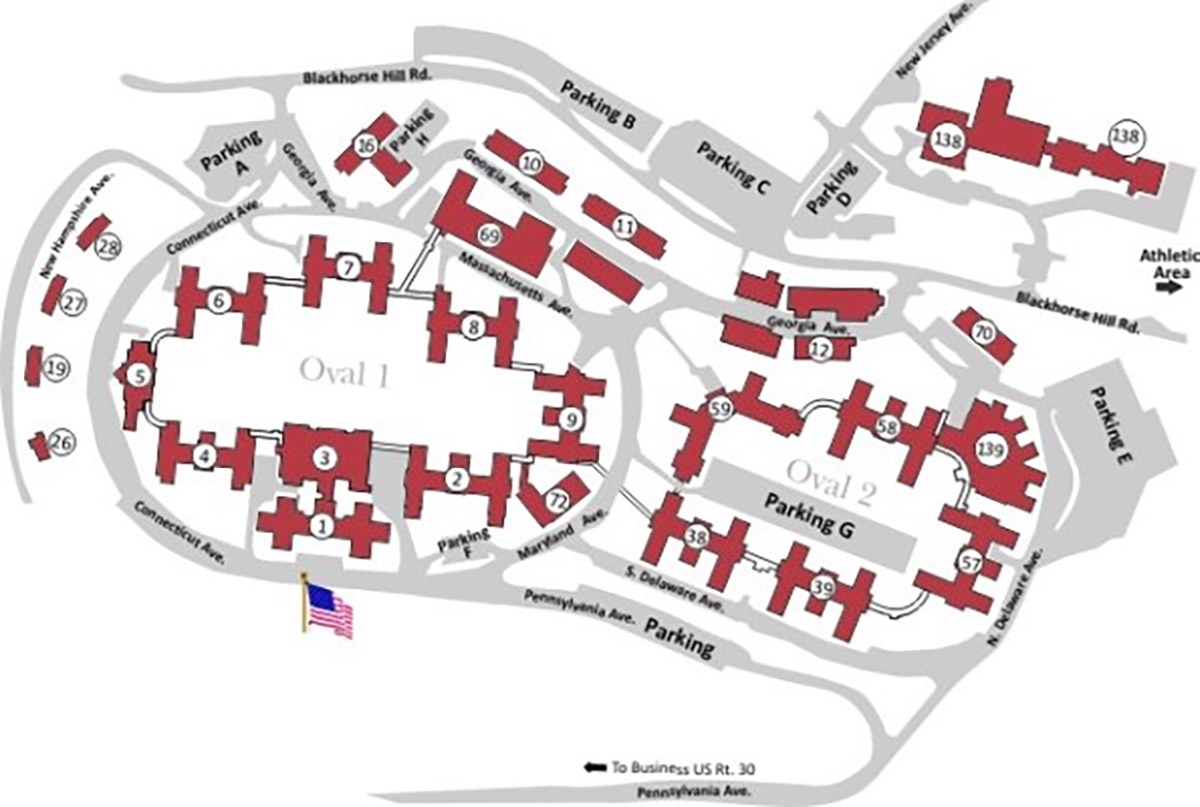 New Jersey Ave.
Blackhorse Hill Rd.
Parking B
Parking
H
16
138
138
Parking
A
Georgia Ave.
10
Georgia Ave.
Parking C
Parking
D
New Hampshire Ave.
28
Connecticut Ave.
11
69
7
Massachusetts Ave.
Athletic
Area
27
6
8
Blackhorse Hill Rd.
Georgia Ave.
12
70
19
5
Oval 1
59
9
58
Parking E
26
4
3
2
139
72
Oval 2
Parking G
Connecticut Ave.
1
Parking
F
Maryland Ave.
38
57
39
S. Delaware Ave.
N. Delaware Ave.
Pennsylvania Ave.
Parking
To Business US Rt. 30
Pennsylvania Ave.